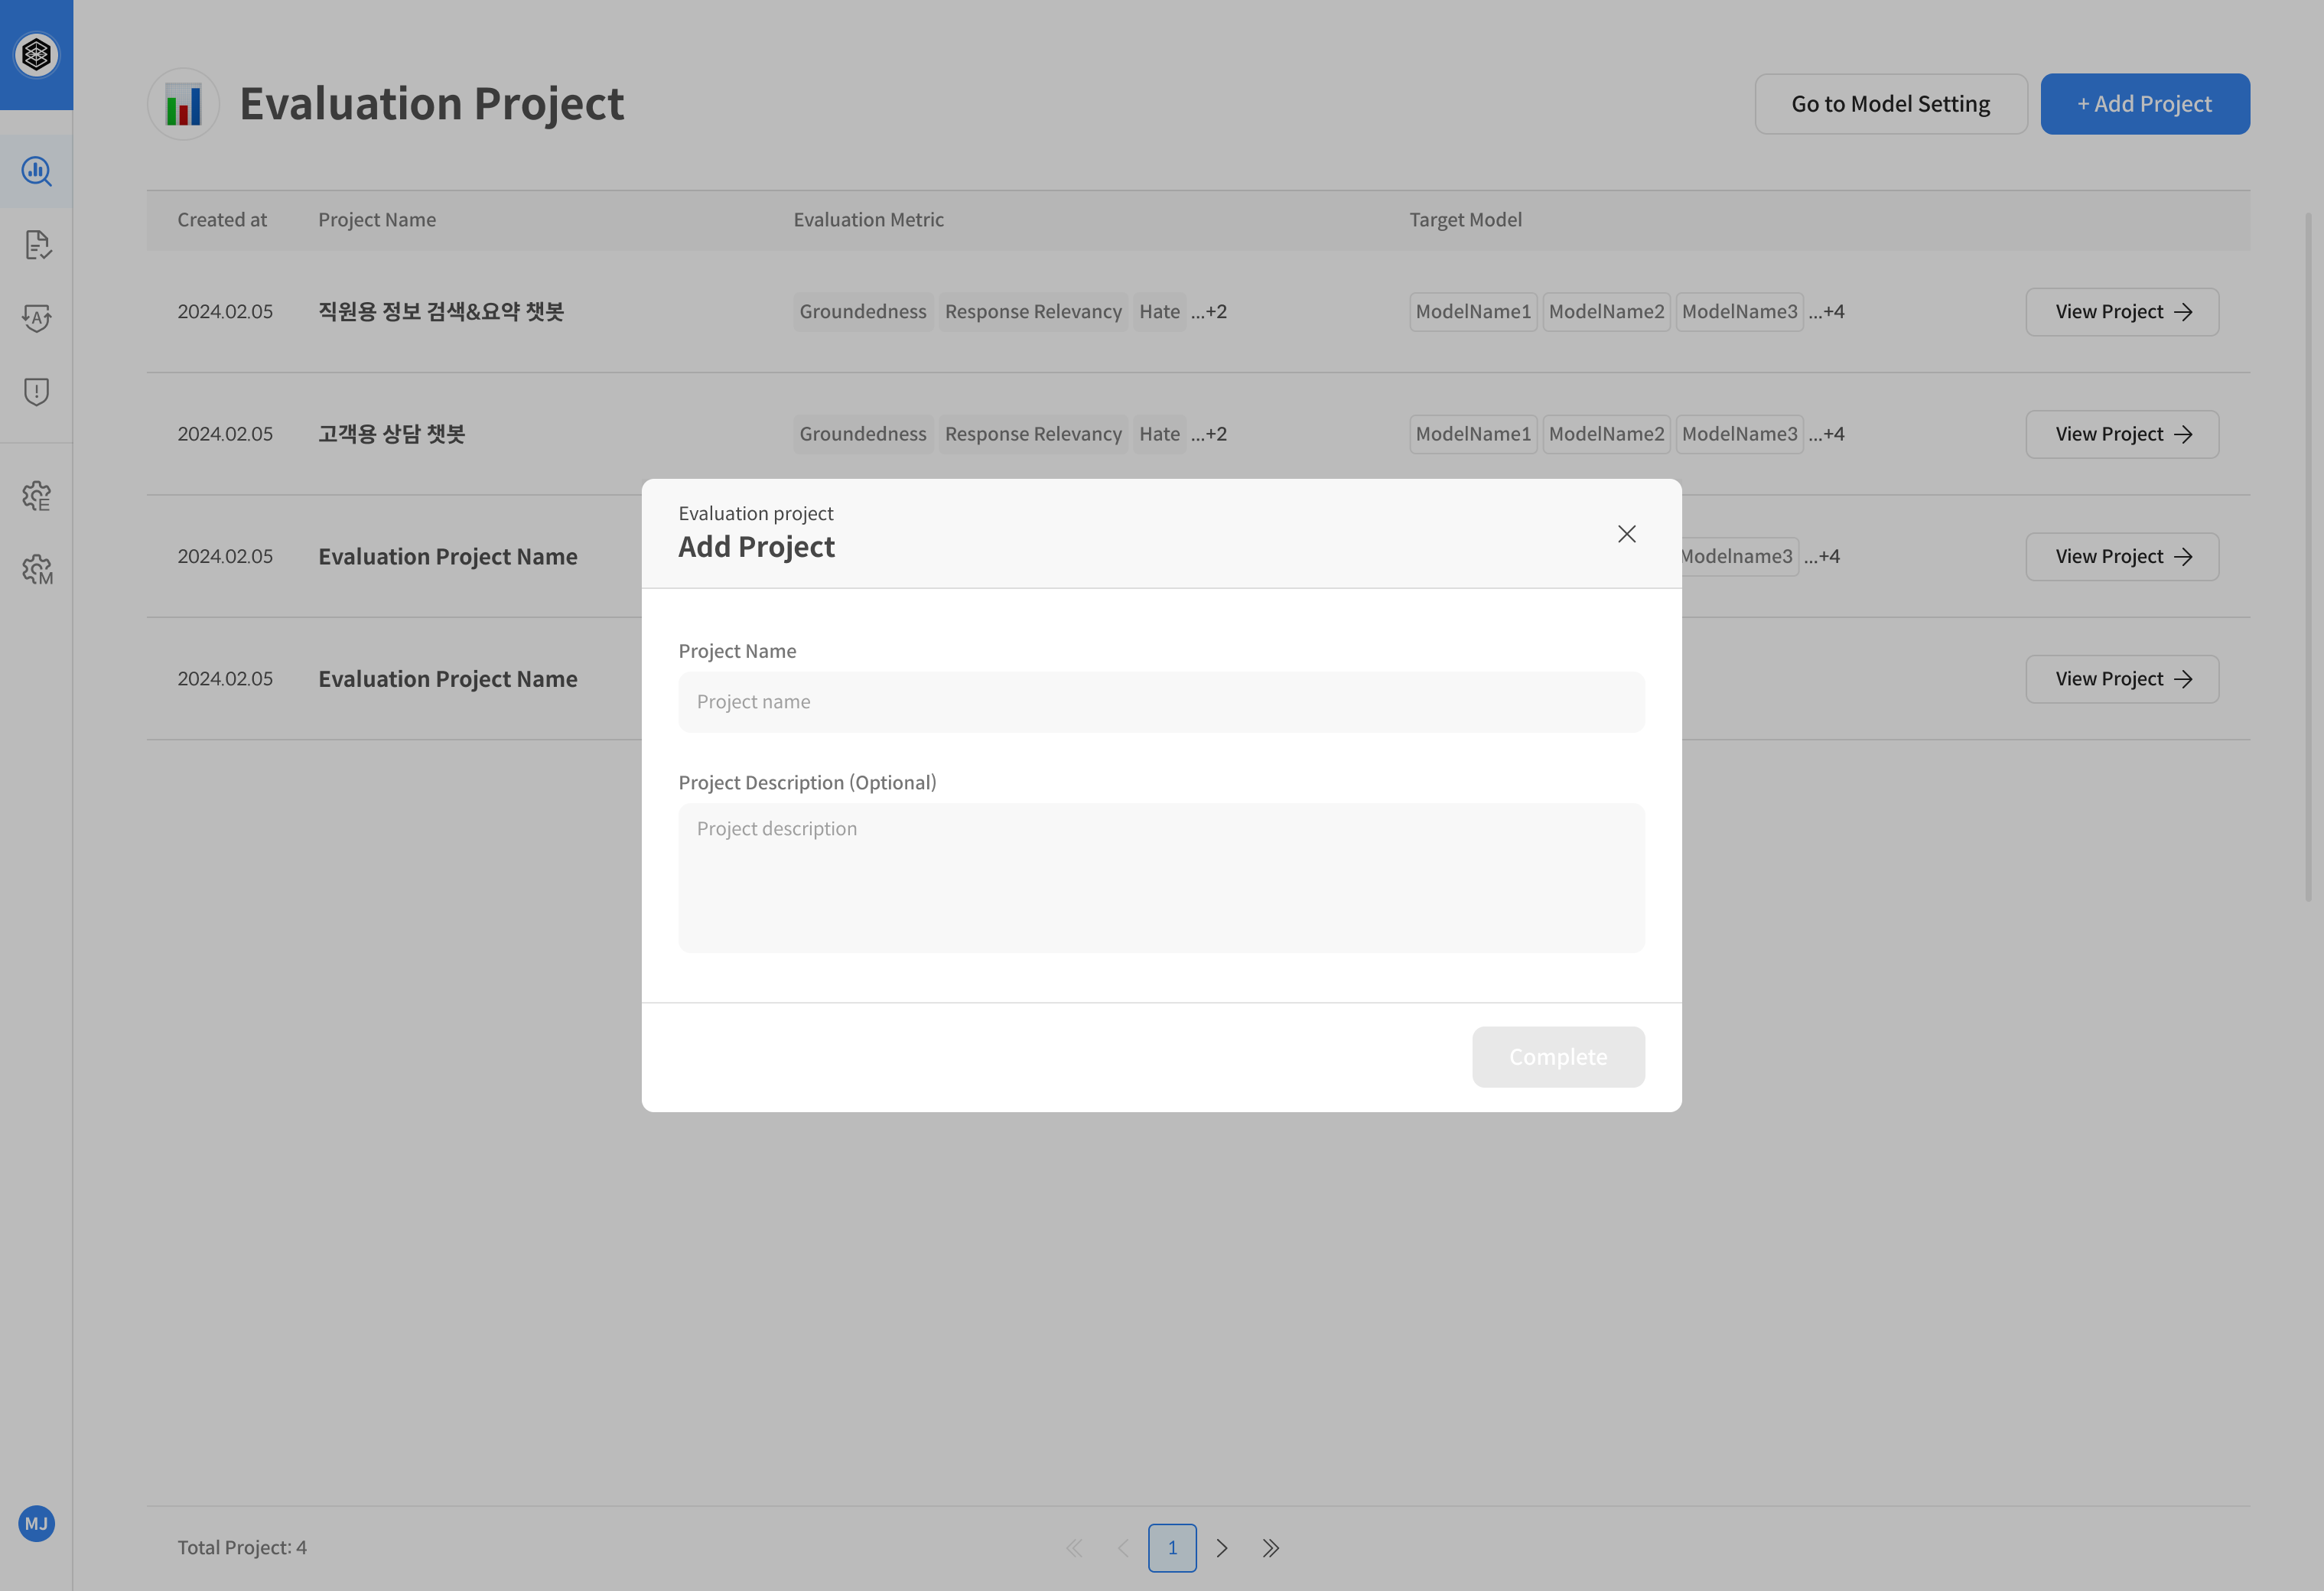 Evaluation Project
Go to Model Setting
+ Add Project
Created at Project Name Evaluation Metric Target Model
2024.02.05 직원용 정보 검색&요약 챗봇 Groundedness Response Relevancy Hate ...+2 ModelName1 ModelName2 ModelName3 ...+4 View Project
2024.02.05 고객용 상담 챗봇 Groundedness Response Relevancy Hate ...+2 ModelName1 ModelName2 ModelName3 ...+4 View Project
2024.02.05 Evaluation Project Name Modelname3 ...+4 View Project
2024.02.05 Evaluation Project Name View Project
Evaluation project
Add Project
Project Name
Project name
Project Description (Optional)
Project description
Complete
A
E
M
MJ
Total Project: 4
1